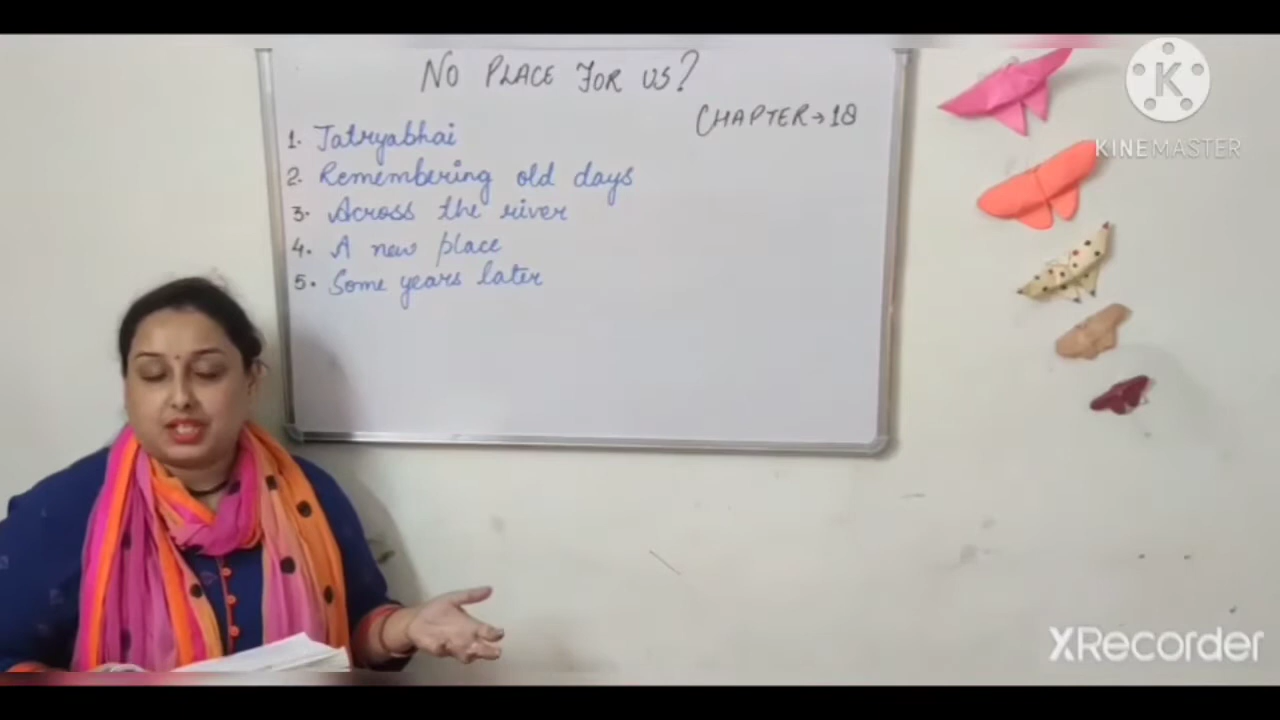 NO PLACE FOR US?
CHAPTER→18
1. Jatryabhai
2. Remembering old days
3. Across the river
4. A new place
5. Some years later
K
KINEMASTER
XRecorder